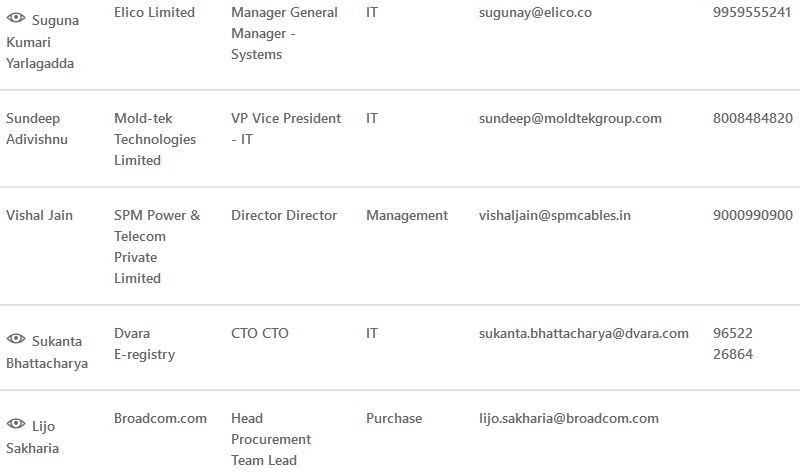 Suguna Kumari Yarlagadda Elico Limited Manager General Manager - Systems IT sugunay@elico.co 9959555241
Sundeep Adivishnu Mold-tek Technologies Limited VP Vice President - IT IT sundeep@moldtekgroup.com 8008484820
Vishal Jain SPM Power & Telecom Private Limited Director Director Management vishaljain@spmcables.in 9000990900
Sukanta Bhattacharya Dvara E-registry CTO CTO IT sukanta.bhattacharya@dvara.com 96522 26864
Lijo Sakharia Broadcom.com Head Procurement Team Lead Purchase lijo.sakharia@broadcom.com